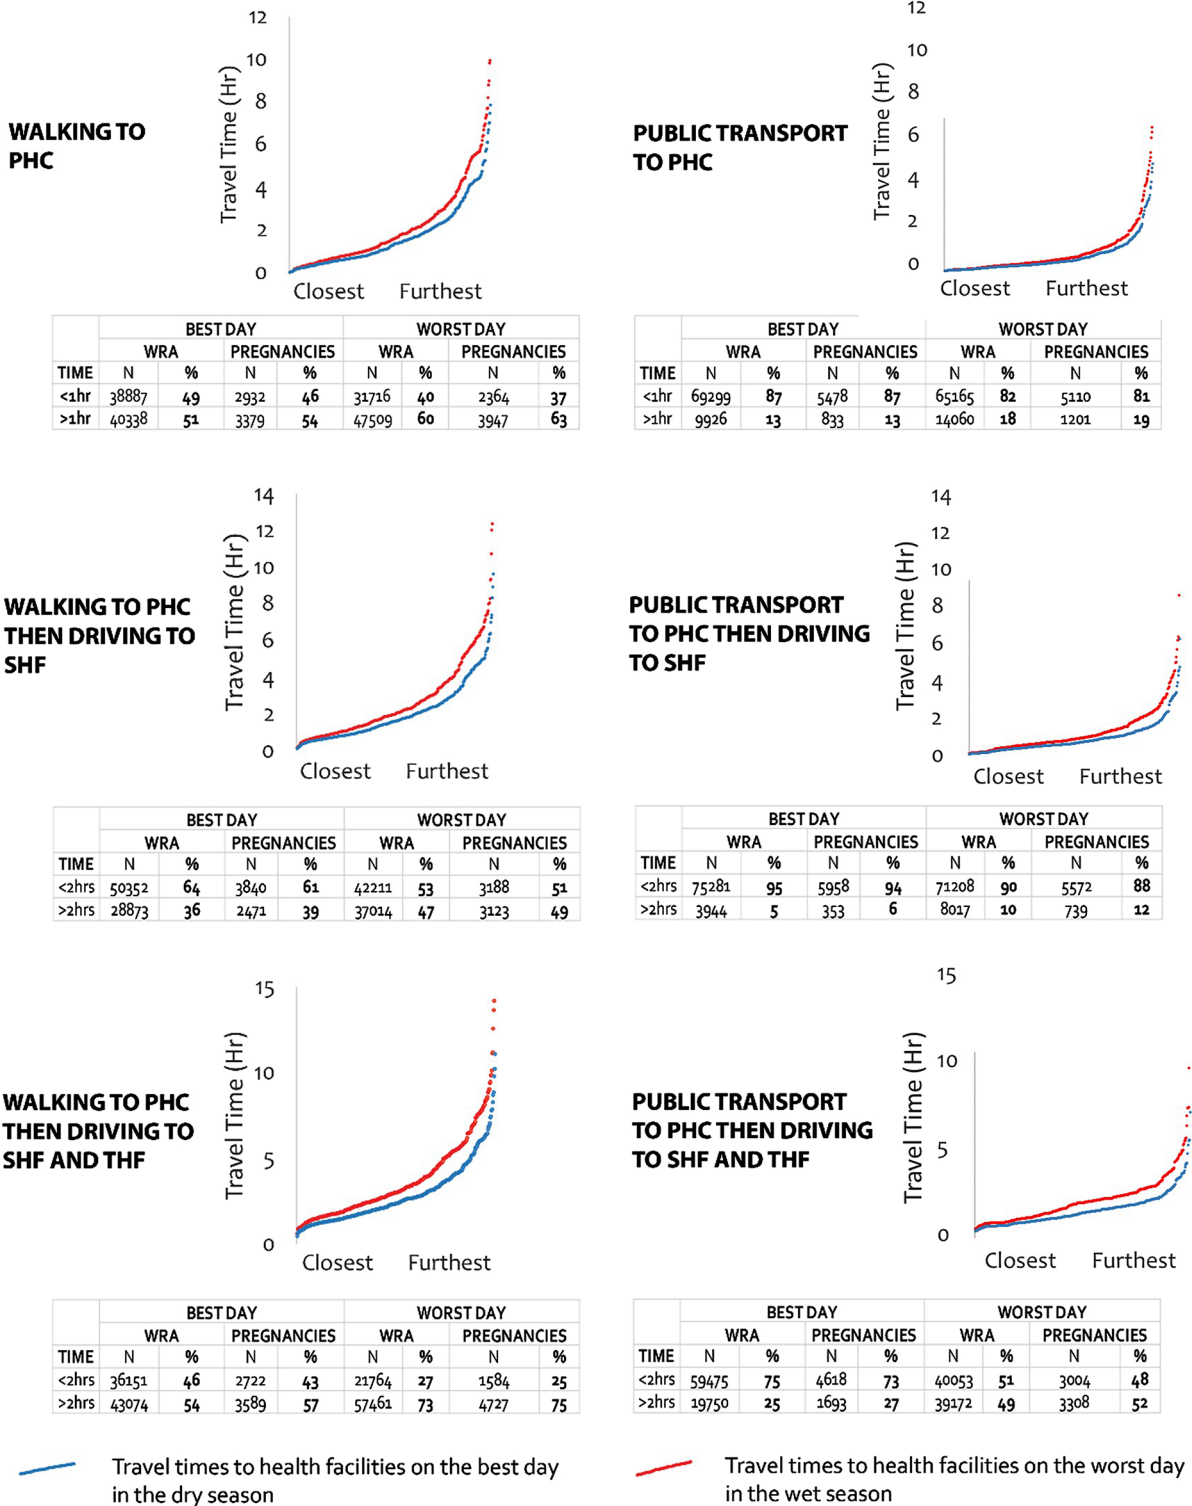 12
10
8
6
4
2
0
Travel Time (Hr)
WALKING TO
PHC
Closest Furthest
BEST DAY WORST DAY
WRA PREGNANCIES WRA PREGNANCIES
TIME N % N % N % N %
<1hr 38887 49 2932 46 31716 40 2364 37
>1hr 40338 51 3379 54 47509 60 3947 63
12
10
8
6
4
2
0
Travel Time (Hr)
PUBLIC TRANSPORT
TO PHC
Closest Furthest
BEST DAY WORST DAY
WRA PREGNANCIES WRA PREGNANCIES
TIME N % N % N % N %
<1hr 69299 87 5478 87 65165 82 5110 81
>1hr 9926 13 833 13 14060 18 1201 19
14
12
10
8
6
4
2
0
Travel Time (Hr)
WALKING TO PHC
THEN DRIVING TO
SHF
Closest Furthest
BEST DAY WORST DAY
WRA PREGNANCIES WRA PREGNANCIES
TIME N % N % N % N %
<2hrs 50352 64 3840 61 42211 53 3188 51
>2hrs 28873 36 2471 39 37014 47 3123 49
14
12
10
8
6
4
2
0
Travel Time (Hr)
PUBLIC TRANSPORT
TO PHC THEN DRIVING
TO SHF
Closest Furthest
BEST DAY WORST DAY
WRA PREGNANCIES WRA PREGNANCIES
TIME N % N % N % N %
<2hrs 75281 95 5958 94 71208 90 5572 88
>2hrs 3944 5 353 6 8017 10 739 12
15
10
5
0
Travel Time (Hr)
WALKING TO PHC
THEN DRIVING TO
SHF AND THF
Closest Furthest
BEST DAY WORST DAY
WRA PREGNANCIES WRA PREGNANCIES
TIME N % N % N % N %
<2hrs 36151 46 2722 43 21764 27 1584 25
>2hrs 43074 54 3589 57 57461 73 4727 75
15
10
5
0
Travel Time (Hr)
PUBLIC TRANSPORT
TO PHC THEN DRIVING
TO SHF AND THF
Closest Furthest
BEST DAY WORST DAY
WRA PREGNANCIES WRA PREGNANCIES
TIME N % N % N % N %
<2hrs 59475 75 4618 73 40053 51 3004 48
>2hrs 19750 25 1693 27 39172 49 3308 52
Travel times to health facilities on the best day
in the dry season
Travel times to health facilities on the worst day
in the wet season